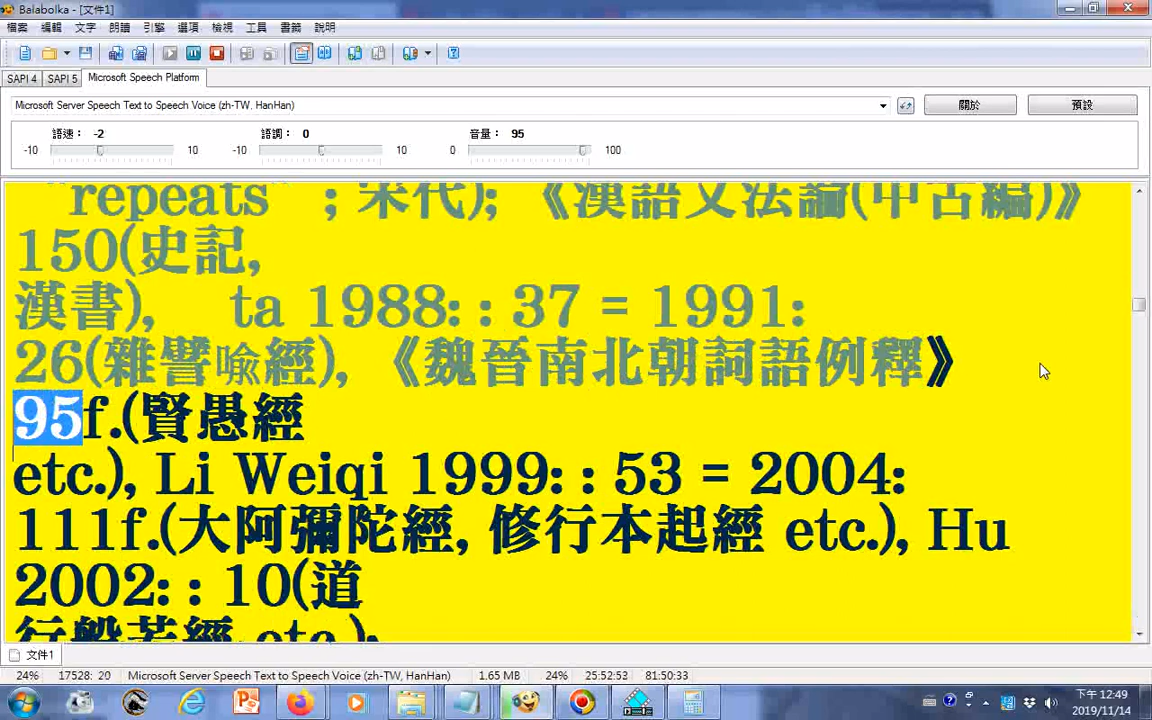 Balabolka - [文件1]
檔案 編輯 文字 朗讀 引擎 選項 檢視 工具 書籤 說明
SAPI 4 SAPI 5 Microsoft Speech Platform
Microsoft Server Speech Text to Speech Voice (zh-TW, HanHan)
關於 預設
語速： -2 語調： 0 音量： 95
-10 10 -10 10 0 100
"repeats" ; 宋代); 《漢語文法論(中古編)》
150(史記,
漢書), ta 1988: : 37 = 1991:
26(雜譬喩經), 《魏晉南北朝詞語例釋》
95f.(賢愚經
etc.), Li Weiqi 1999: : 53 = 2004:
111f.(大阿彌陀經, 修行本起經 etc.), Hu
2002: : 10(道
行般若經 etc.);
文件1
24% 17528: 20 Microsoft Server Speech Text to Speech Voice (zh-TW, HanHan) 1.65 MB 24% 25:52:53 81:50:33
下午 12:49
2019/11/14